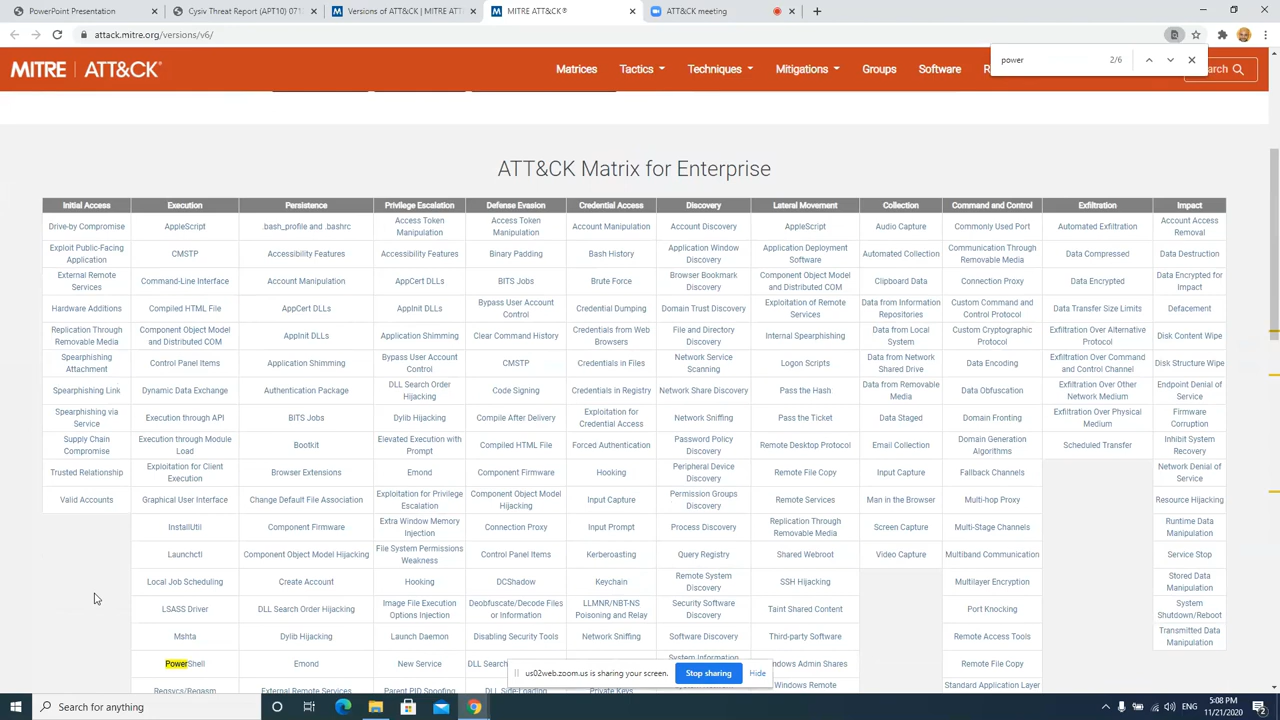 PowerPoint Presentation
Cysiv Threat Report (APT10) 071
Versions of ATT&CK | MITRE ATT
MITRE ATT&CK®
ATT&CK meeting
attack.mitre.org/versions/v6/
power
2/6
MITRE | ATT&CK®
Matrices
Tactics
Techniques
Mitigations
Groups
Software
ATT&CK Matrix for Enterprise
Initial Access
Drive-by Compromise
Exploit Public-Facing
Application
External Remote
Services
Hardware Additions
Replication Through
Removable Media
Spearphishing
Attachment
Spearphishing Link
Spearphishing via
Service
Supply Chain
Compromise
Trusted Relationship
Valid Accounts
Execution
AppleScript
CMSTP
Command-Line Interface
Compiled HTML File
Component Object Model
and Distributed COM
Control Panel Items
Dynamic Data Exchange
Execution through API
Execution through Module
Load
Exploitation for Client
Execution
Graphical User Interface
InstallUtil
Launchctl
Local Job Scheduling
LSASS Driver
Mshta
PowerShell
Regsvcs/Regasm
Persistence
.bash_profile and .bashrc
Accessibility Features
Account Manipulation
AppCert DLLs
AppInit DLLs
Application Shimming
Authentication Package
BITS Jobs
Bootkit
Browser Extensions
Change Default File Association
Component Firmware
Component Object Model Hijacking
Create Account
DLL Search Order Hijacking
Dylib Hijacking
Emond
External Remote Services
Privilege Escalation
Access Token
Manipulation
Accessibility Features
AppCert DLLs
AppInit DLLs
Application Shimming
Bypass User Account
Control
DLL Search Order
Hijacking
Dylib Hijacking
Elevated Execution with
Prompt
Emond
Exploitation for Privilege
Escalation
Extra Window Memory
Injection
File System Permissions
Weakness
Hooking
Image File Execution
Options Injection
Launch Daemon
New Service
Parent PID Spoofing
Defense Evasion
Access Token
Manipulation
Binary Padding
BITS Jobs
Bypass User Account
Control
Clear Command History
CMSTP
Code Signing
Compile After Delivery
Compiled HTML File
Component Firmware
Component Object Model
Hijacking
Connection Proxy
Control Panel Items
DCShadow
Deobfuscate/Decode Files
or Information
Disabling Security Tools
DLL Search
DLL Side-Loading
Credential Access
Account Manipulation
Bash History
Brute Force
Credential Dumping
Credentials from Web
Browsers
Credentials in Files
Credentials in Registry
Exploitation for
Credential Access
Forced Authentication
Hooking
Input Capture
Input Prompt
Kerberoasting
Keychain
LLMNR/NBT-NS
Poisoning and Relay
Network Sniffing
Private Keys
Discovery
Account Discovery
Application Window
Discovery
Browser Bookmark
Discovery
Domain Trust Discovery
File and Directory
Discovery
Network Service
Scanning
Network Share Discovery
Network Sniffing
Password Policy
Discovery
Peripheral Device
Discovery
Permission Groups
Discovery
Process Discovery
Query Registry
Remote System
Discovery
Security Software
Discovery
Software Discovery
System Information
Lateral Movement
AppleScript
Application Deployment
Software
Component Object Model
and Distributed COM
Exploitation of Remote
Services
Internal Spearphishing
Logon Scripts
Pass the Hash
Pass the Ticket
Remote Desktop Protocol
Remote File Copy
Remote Services
Replication Through
Removable Media
Shared Webroot
SSH Hijacking
Taint Shared Content
Third-party Software
Admin Shares
Windows Remote
Collection
Audio Capture
Automated Collection
Clipboard Data
Data from Information
Repositories
Data from Local
System
Data from Network
Shared Drive
Data from Removable
Media
Data Staged
Email Collection
Input Capture
Man in the Browser
Screen Capture
Video Capture
Command and Control
Commonly Used Port
Communication Through
Removable Media
Connection Proxy
Custom Command and
Control Protocol
Custom Cryptographic
Protocol
Data Encoding
Data Obfuscation
Domain Fronting
Domain Generation
Algorithms
Fallback Channels
Multi-hop Proxy
Multi-Stage Channels
Multiband Communication
Multilayer Encryption
Port Knocking
Remote Access Tools
Remote File Copy
Standard Application Layer
Exfiltration
Automated Exfiltration
Data Compressed
Data Encrypted
Data Transfer Size Limits
Exfiltration Over Alternative
Protocol
Exfiltration Over Command
and Control Channel
Exfiltration Over Other
Network Medium
Exfiltration Over Physical
Medium
Scheduled Transfer
Impact
Account Access
Removal
Data Destruction
Data Encrypted for
Impact
Defacement
Disk Content Wipe
Disk Structure Wipe
Endpoint Denial of
Service
Firmware
Corruption
Inhibit System
Recovery
Network Denial of
Service
Resource Hijacking
Runtime Data
Manipulation
Service Stop
Stored Data
Manipulation
System
Shutdown/Reboot
Transmitted Data
Manipulation
us02web.zoom.us is sharing your screen.
Stop sharing
Hide
Search for anything
ENG
5:08 PM
11/21/2020